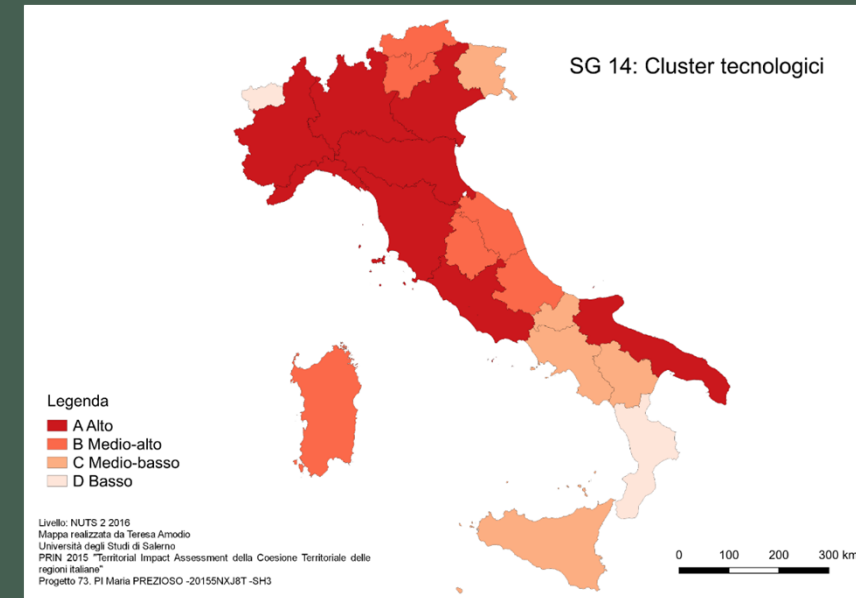 SG 14: Cluster tecnologici
Legenda
A Alto
B Medio-alto
C Medio-basso
D Basso
Livello: NUTS 2 2016
Mappa realizzata da Teresa Amodio
Università degli Studi di Salerno
PRIN 2015 "Territorial Impact Assessment della Coesione Territoriale delle
regioni italiane"
Progetto 73. PI Maria PREZIOSO -20155NXJ8T -SH3
0 100 200 300 km